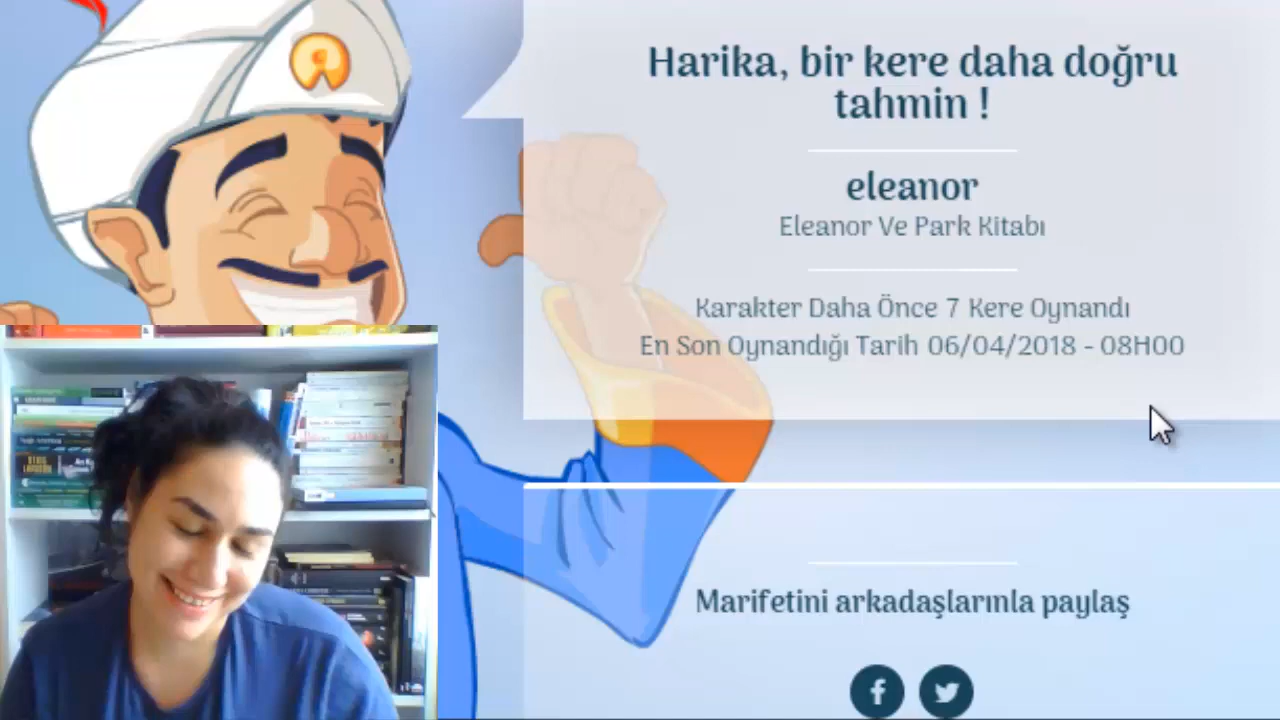 Harika, bir kere daha doğru
tahmin !
eleanor
Eleanor Ve Park Kitabı
Karakter Daha Önce 7 Kere Oynandı
En Son Oynandığı Tarih 06/04/2018 - 08H00
Marifetini arkadaşlarınla paylaş